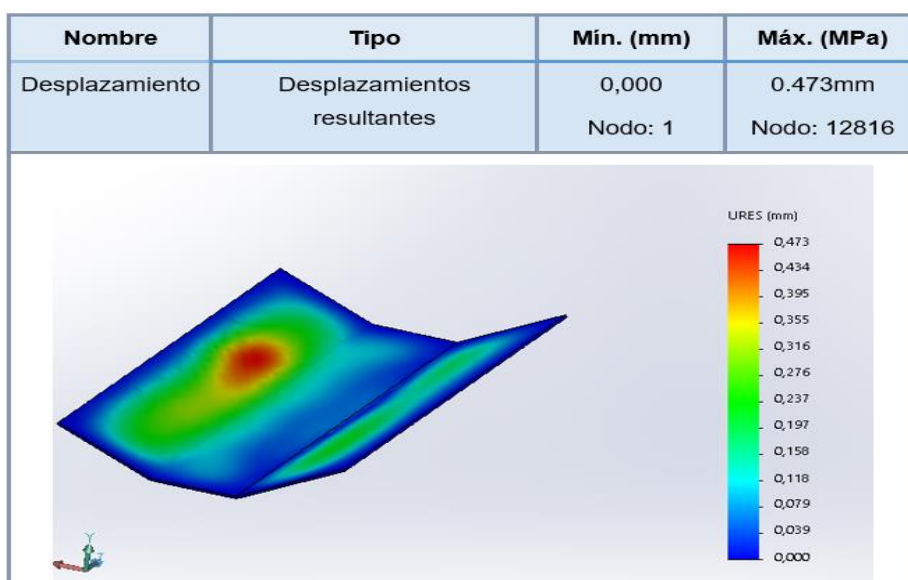 Nombre Tipo Mín. (mm) Máx. (MPa)
Desplazamiento Desplazamientos resultantes 0,000 0.473mm
Nodo: 1 Nodo: 12816
URES (mm)
0,473
0,434
0,395
0,355
0,316
0,276
0,237
0,197
0,158
0,118
0,079
0,039
0,000
Y